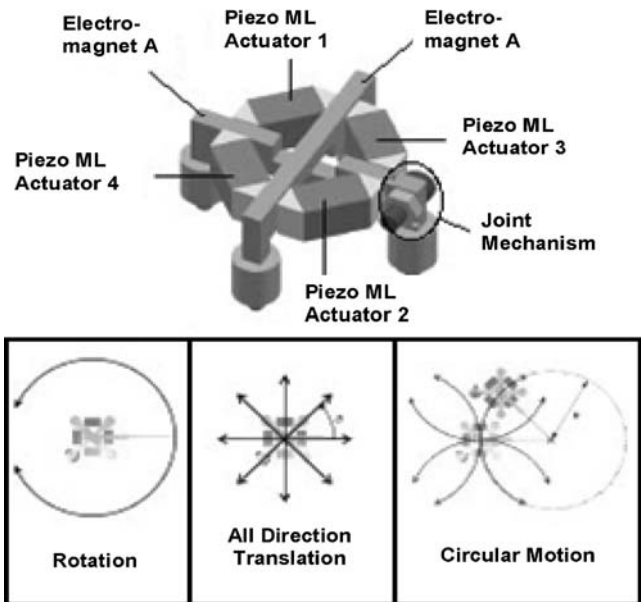 Electro-
magnet A
Piezo ML
Actuator 1
Electro-
magnet A
Piezo ML
Actuator 3
Piezo ML
Actuator 4
Joint
Mechanism
Piezo ML
Actuator 2
Rotation
All Direction
Translation
Circular Motion